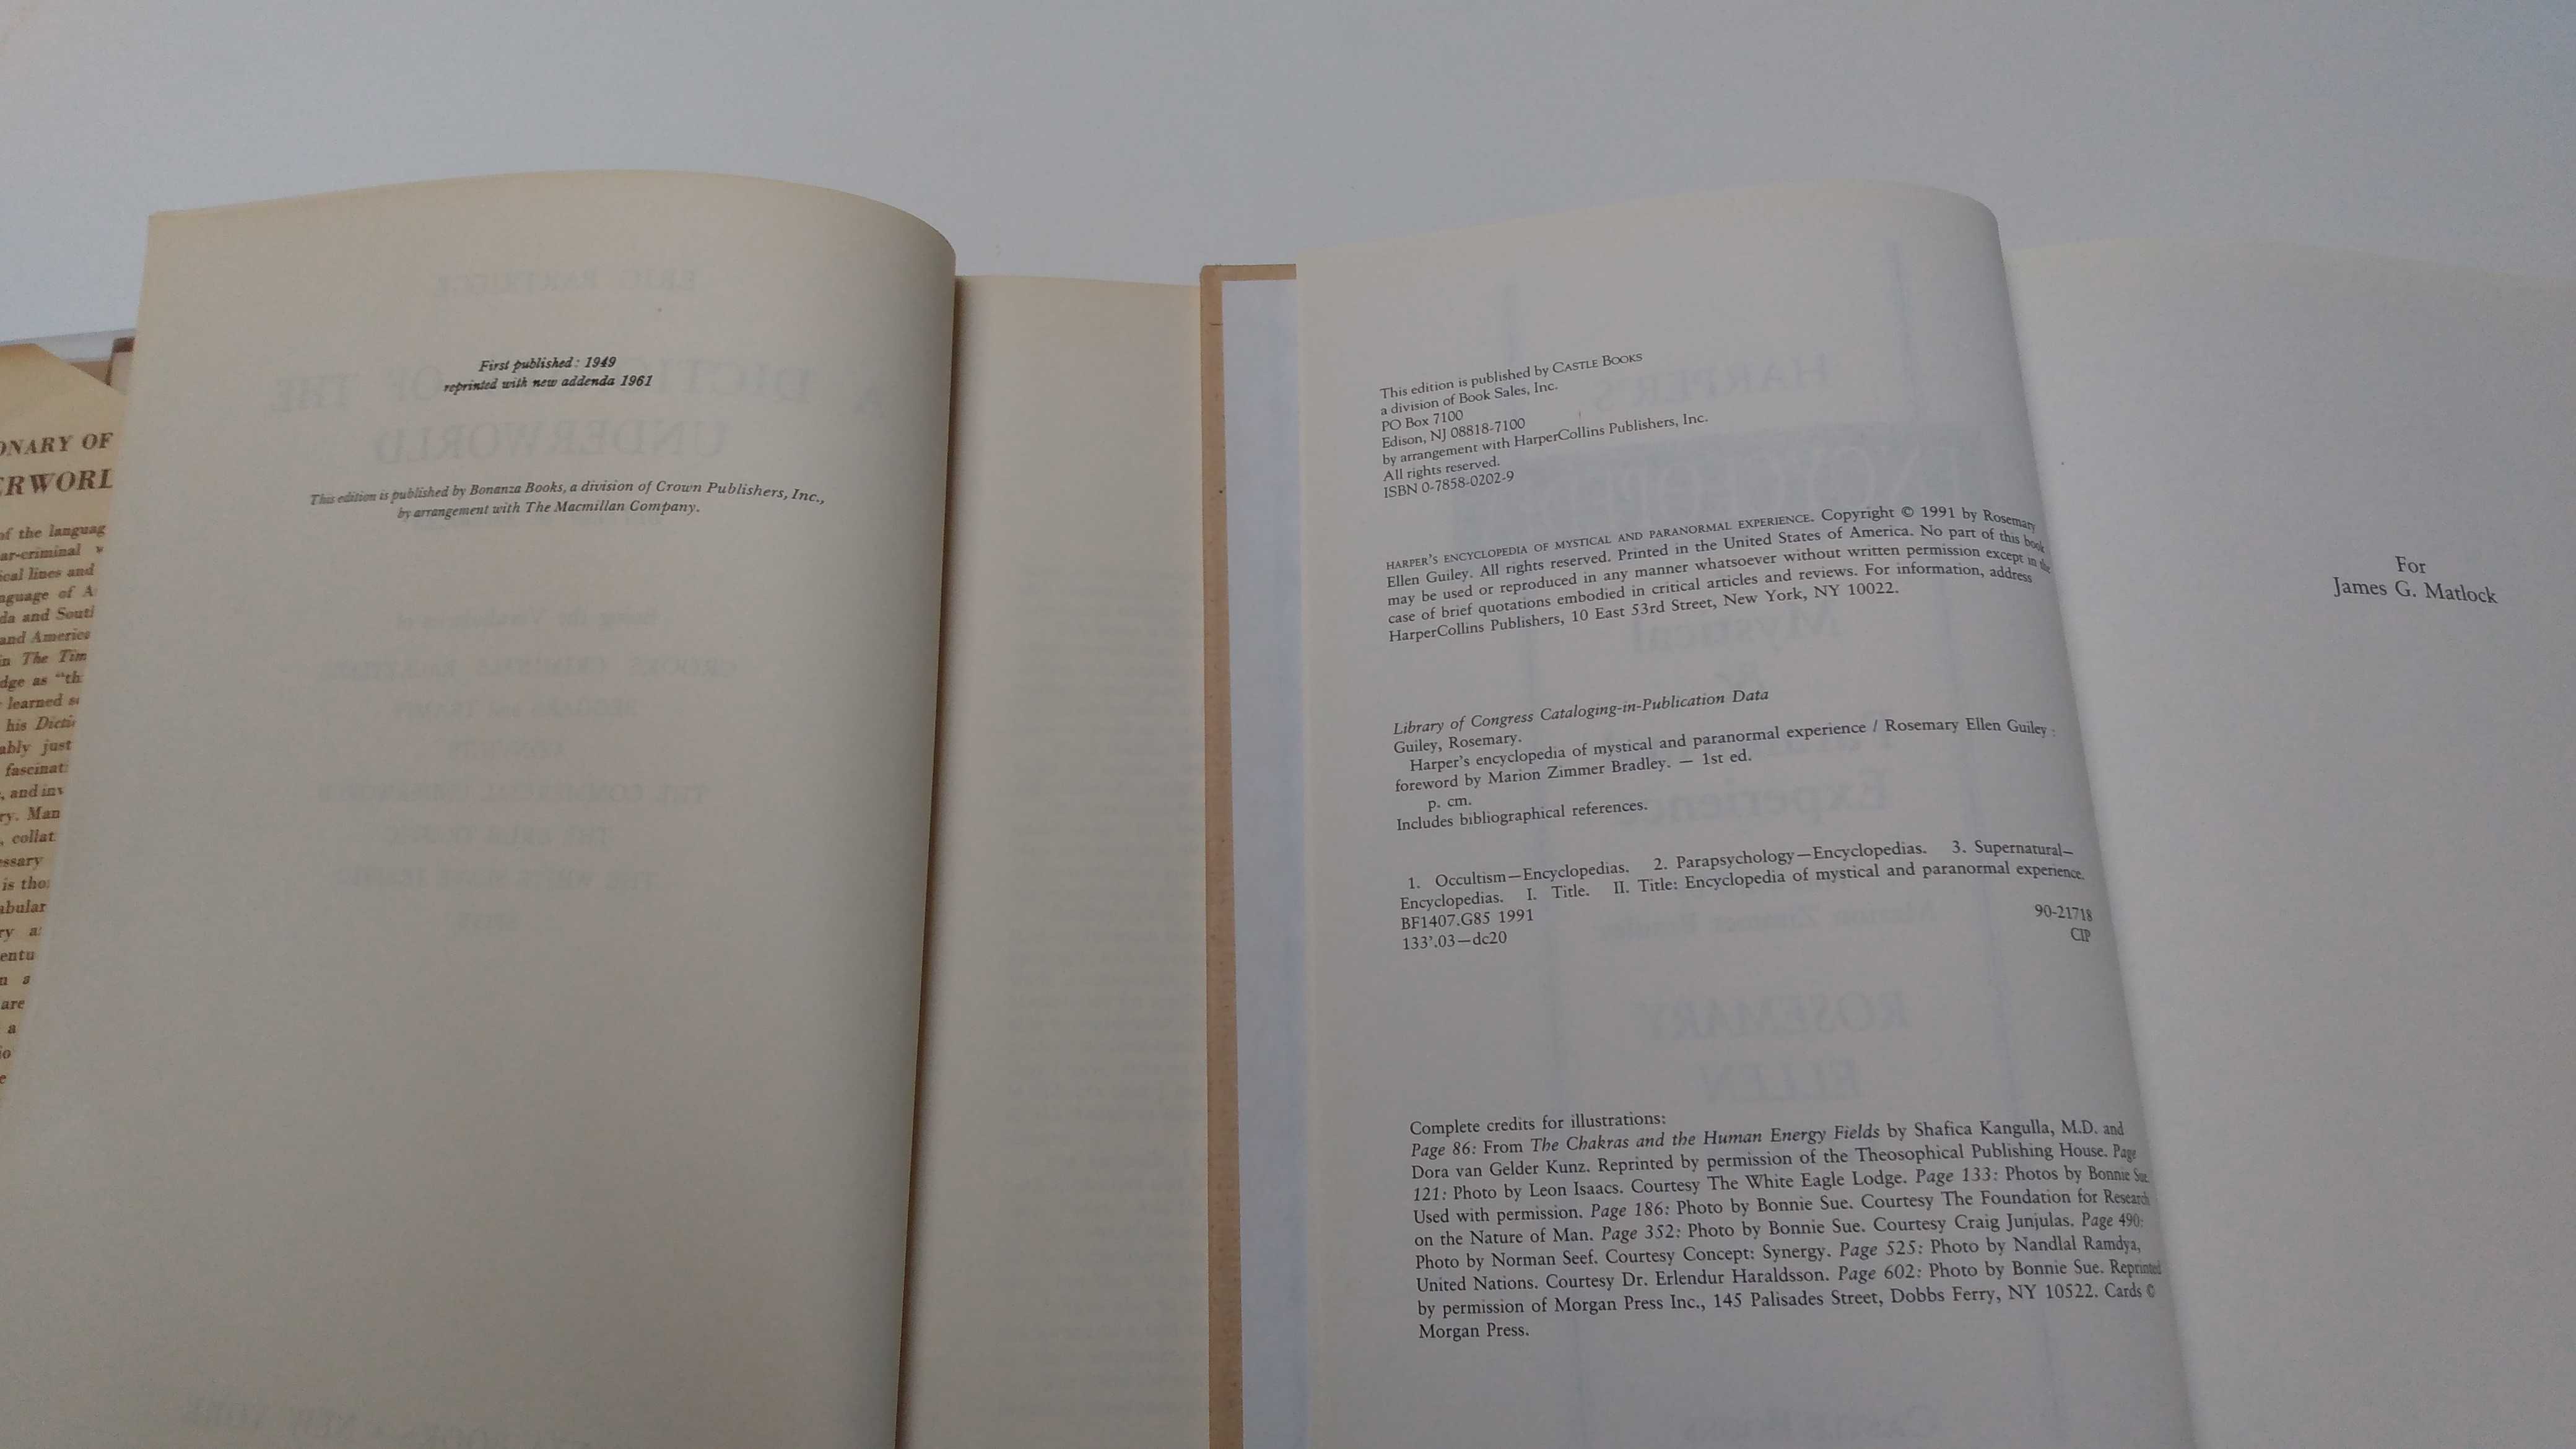 ONARY OF
ERWORL
of the languag
ar-criminal
ical lines and
nguage of A
da and Soutl
and America
in The Tim
dge as "th
learned s
his Dictio
ably just
fascinat
, and inv
ry. Man
, collat
essary
is tho
abular
ry a
entu
n a
are
a
io
e
First published: 1949
reprinted with new addenda 1961
This edition is published by Bonanza Books, a division of Crown Publishers, Inc.,
by arrangement with The Macmillan Company.
This edition is published by CASTLE BOOKS
a division of Book Sales, Inc.
PO Box 7100
Edison, NJ 08818-7100
by arrangement with HarperCollins Publishers, Inc.
All rights reserved.
ISBN 0-7858-0202-9
HARPER'S ENCYCLOPEDIA OF MYSTICAL AND PARANORMAL EXPERIENCE. Copyright © 1991 by Rosemary
Ellen Guiley. All rights reserved. Printed in the United States of America. No part of this book
may be used or reproduced in any manner whatsoever without written permission except in the
case of brief quotations embodied in critical articles and reviews. For information, address
HarperCollins Publishers, 10 East 53rd Street, New York, NY 10022.
Library of Congress Cataloging-in-Publication Data
Guiley, Rosemary.
Harper's encyclopedia of mystical and paranormal experience / Rosemary Ellen Guiley :
foreword by Marion Zimmer Bradley. — 1st ed.
p. cm.
Includes bibliographical references.
1. Occultism—Encyclopedias. 2. Parapsychology—Encyclopedias. 3. Supernatural—
Encyclopedias. I. Title. II. Title: Encyclopedia of mystical and paranormal experience.
BF1407.G85 1991
133'.03—dc20
90-21718
CIP
Complete credits for illustrations:
Page 86: From The Chakras and the Human Energy Fields by Shafica Kangulla, M.D. and
Dora van Gelder Kunz. Reprinted by permission of the Theosophical Publishing House. Page
121: Photo by Leon Isaacs. Courtesy The White Eagle Lodge. Page 133: Photos by Bonnie Sue.
Used with permission. Page 186: Photo by Bonnie Sue. Courtesy The Foundation for Research
on the Nature of Man. Page 352: Photo by Bonnie Sue. Courtesy Craig Junjulas. Page 490:
Photo by Norman Seef. Courtesy Concept: Synergy. Page 525: Photo by Nandlal Ramdya,
United Nations. Courtesy Dr. Erlendur Haraldsson. Page 602: Photo by Bonnie Sue. Reprinted
by permission of Morgan Press Inc., 145 Palisades Street, Dobbs Ferry, NY 10522. Cards ©
Morgan Press.
For
James G. Matlock